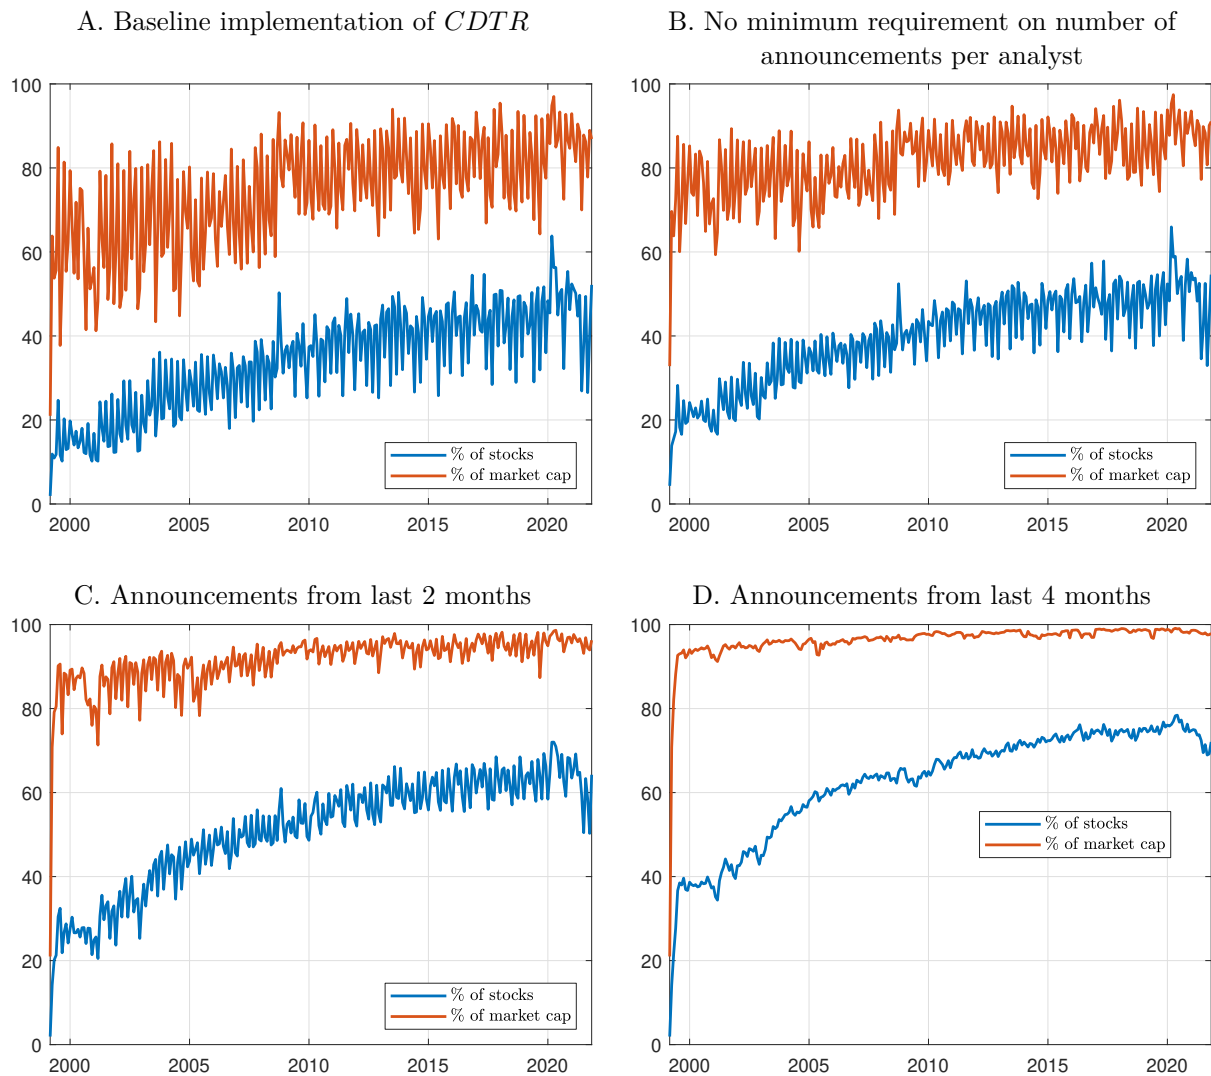 A. Baseline implementation of CDTR
100
80
60
40
20
0
2000 2005 2010 2015 2020
% of stocks
% of market cap
B. No minimum requirement on number of
announcements per analyst
100
80
60
40
20
0
2000 2005 2010 2015 2020
% of stocks
% of market cap
C. Announcements from last 2 months
100
80
60
40
20
0
2000 2005 2010 2015 2020
% of stocks
% of market cap
D. Announcements from last 4 months
100
80
60
40
20
0
2000 2005 2010 2015 2020
% of stocks
% of market cap